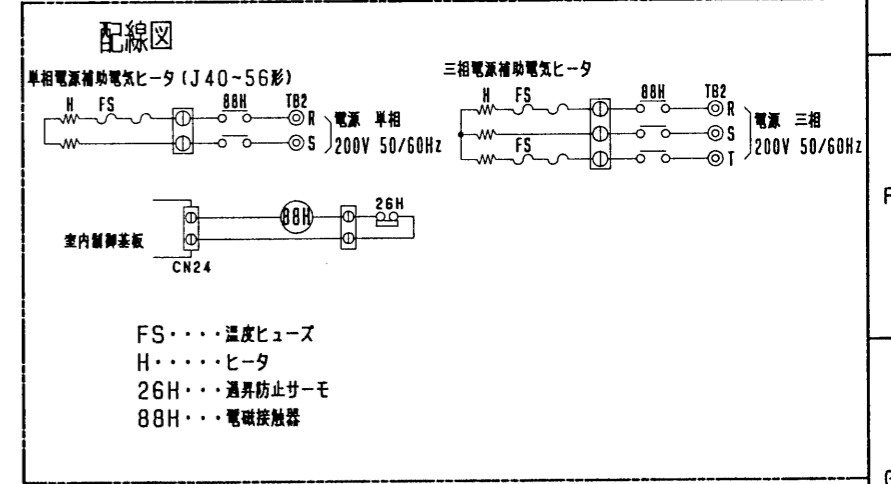 配線図
単相電源補助電気ヒータ(J40~56形)
H FS 88H TB2
R
S
電源 単相
200V 50/60Hz
三相電源補助電気ヒータ
H FS 88H TB2
R
FS
S
T
電源 三相
200V 50/60Hz
室内制御基板
CN24
88H
26H
FS・・・・温度ヒューズ
H・・・・・ヒータ
26H・・・過昇防止サーモ
88H・・・電磁接触器
F